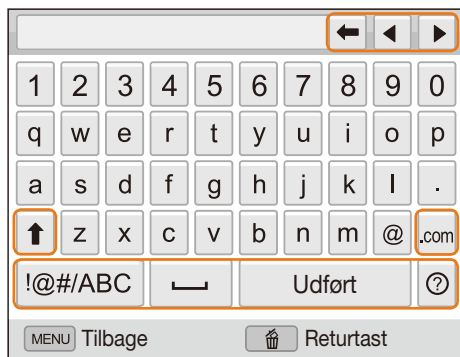 1 2 3 4 5 6 7 8 9 0
q w e r t y u i o p
a s d f g h j k l .
z x c v b n m @ .com
!@#/ABC Udført ?
MENU Tilbage Returtast